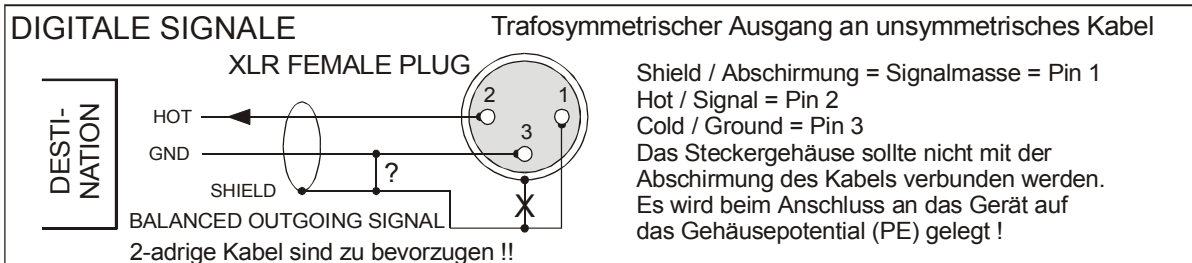 DIGITALE SIGNALE
Trafosymmetrischer Ausgang an unsymmetrisches Kabel
XLR FEMALE PLUG
DESTI-
NATION
HOT
GND
SHIELD
?
2
1
3
X
BALANCED OUTGOING SIGNAL
2-adrige Kabel sind zu bevorzugen !!
Shield / Abschirmung = Signalmasse = Pin 1
Hot / Signal = Pin 2
Cold / Ground = Pin 3
Das Steckergehäuse sollte nicht mit der
Abschirmung des Kabels verbunden werden.
Es wird beim Anschluss an das Gerät auf
das Gehäusepotential (PE) gelegt !